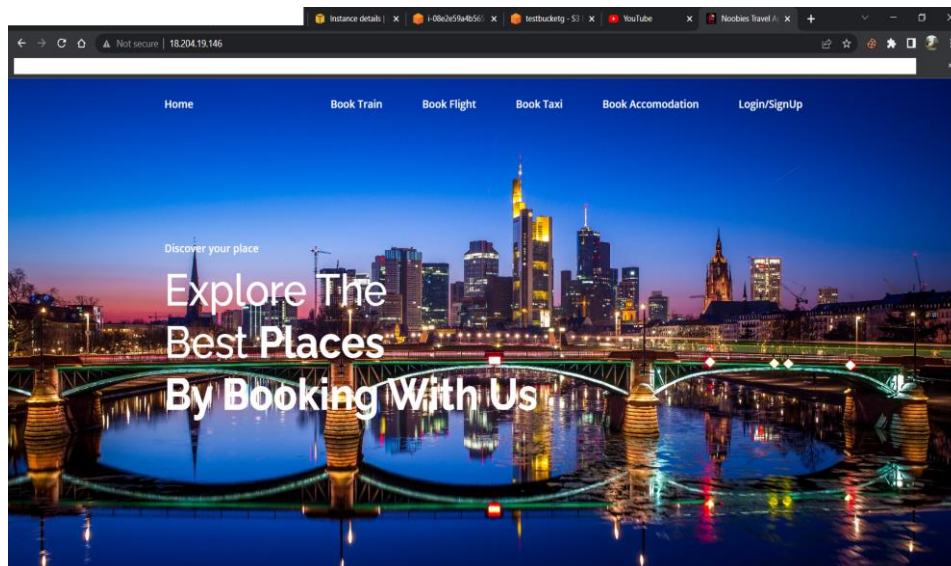 Instance details |
i-08e2e59a4b565
testbucketg - S3
YouTube
Noobies Travel A
Not secure | 18.204.19.146
Home Book Train Book Flight Book Taxi Book Accomodation Login/SignUp
Discover your place
Explore The
Best Places
By Booking With Us